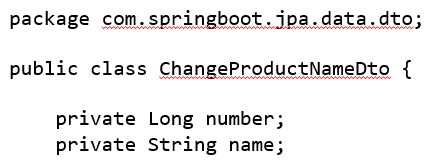 package com.springboot.jpa.data.dto;
public class ChangeProductNameDto {
private Long number;
private String name;